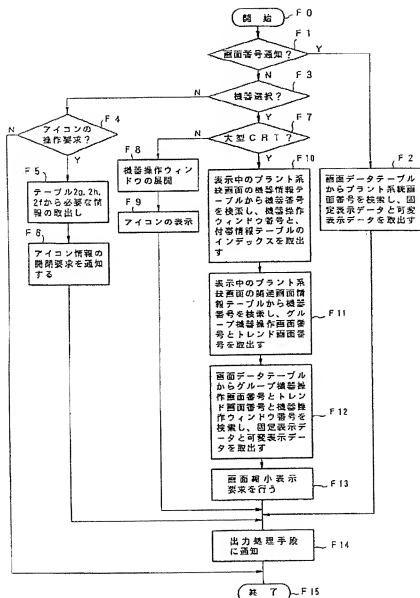 開始
F0
F1
画面番号通知?
Y
N
F3
機器選択?
N
Y
F4
アイコンの
操作要求?
N
Y
F7
大型CRT?
N
Y
F5
テーブル2g, 2h,
2fから必要な情
報の取出し
F6
アイコン情報の
開閉要求を通知
する
F8
機器操作ウィン
ドウの展開
F9
アイコンの表示
F10
表示中のプラント系
統画面の機器情報テ
ーブルから機器番号
を検索し、機器操作
ウィンドウ番号と、
付帯情報テーブルの
インデックスを取出
す
F2
画面データテーブル
からプラント系統画
面番号を検索し、固
定表示データと可変
表示データを取出す
表示中のプラント系
統画面の関連画面情
報テーブルから機器
番号を検索し、グル
ープ機器操作画面番
号とトレンド画面番
号を取出す
F11
画面データテーブル
からグループ機器操
作画面番号とトレン
ド画面番号と機器操
作ウィンドウ番号を
検索し、固定表示デ
ータと可変表示デー
タを取出す
F12
画面縮小表示
要求を行う
F13
出力処理手段
に通知
F14
終了
F15